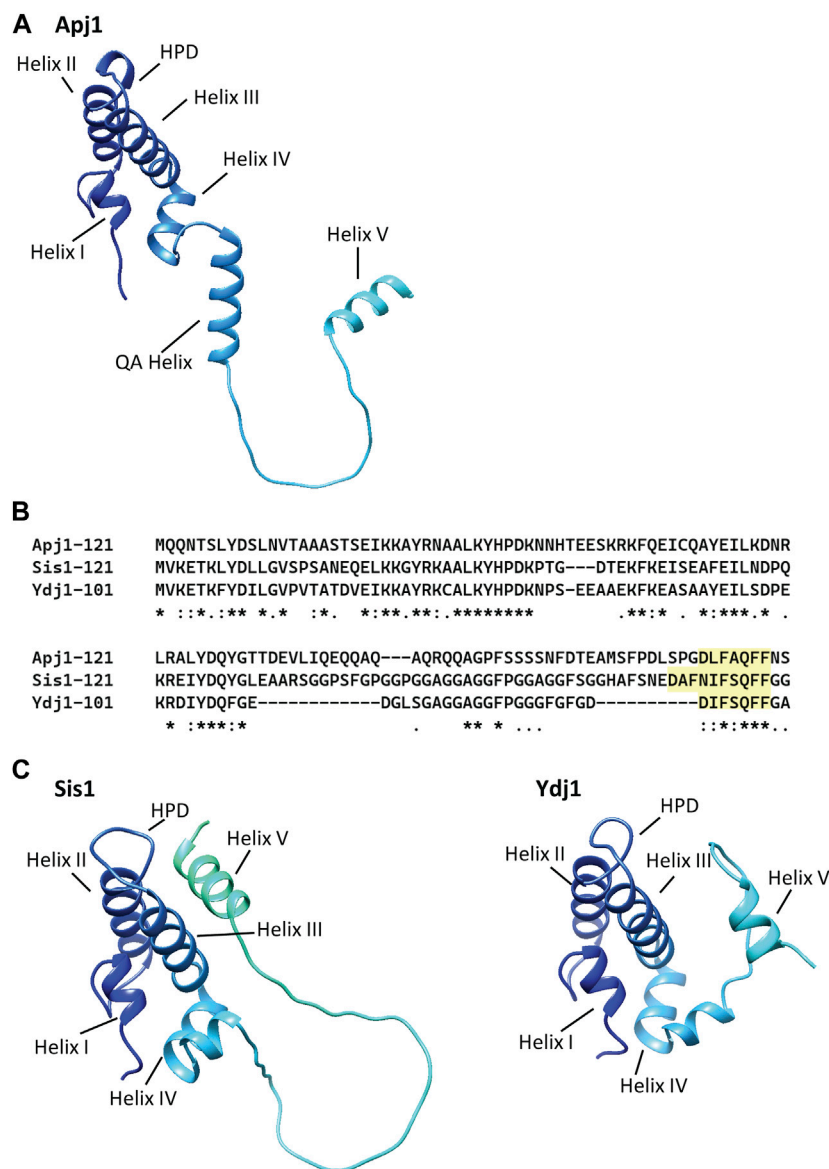 A Apj1
HPD
Helix II
Helix III
Helix IV
Helix I
Helix V
QA Helix
B
Apj1-121 MQQNTSLYDSLNVTAAASTSEIKKAYRNAALKYHPDKNNHTEESKRKFQEICQAYEILKDNR
Sis1-121 MVKETKLYDLLGVSPSANEQELKKGYRKAALKYHPDKPTG---DTEKFKEISEAFEILNDPQ
Ydj1-101 MVKETKFYDILGVPVTATDVEIKKAYRKCALKYHPDKNPS-EEAAEKFKEASAAYEILSDPE
* ::*.:** *.* :* . *:**.**:.********* .**:* . *:***.* .
Apj1-121 LRALYDQYGTTDEVLIQEQQAQ---AQRQQAGPFSSSSNFDTEAMSFPDLSPGDLFAQFFNS
Sis1-121 KREIYDQYGLEAARSGGPSFGPGGPGGAGGAGGFPGGAGGFSGGHAFSNEDAFNIFSQFFGG
Ydj1-101 KRDIYDQFGE------------DGLSGAGGAGGFPGGGFGFGD----------DIFSQFFGA
* :***:* . ** * ... ::*:***..
C
Sis1
HPD
Helix II
Helix V
Helix III
Helix I
Helix IV
Ydj1
HPD
Helix II
Helix III
Helix V
Helix I
Helix IV